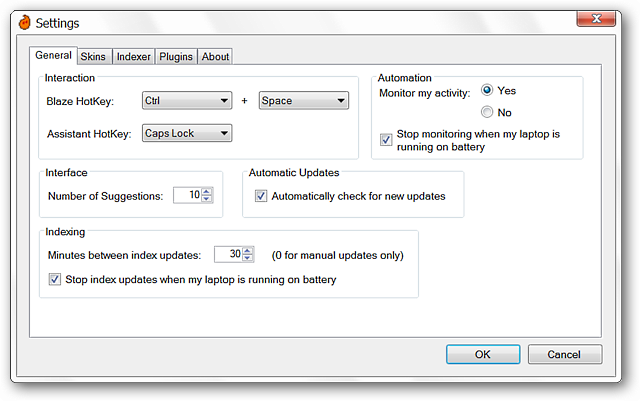 Settings
General Skins Indexer Plugins About
Interaction
Blaze HotKey: Ctrl + Space
Assistant HotKey: Caps Lock
Automation
Monitor my activity: Yes
No
Stop monitoring when my laptop is
running on battery
Interface
Number of Suggestions: 10
Automatic Updates
Automatically check for new updates
Indexing
Minutes between index updates: 30 (0 for manual updates only)
Stop index updates when my laptop is running on battery
OK Cancel